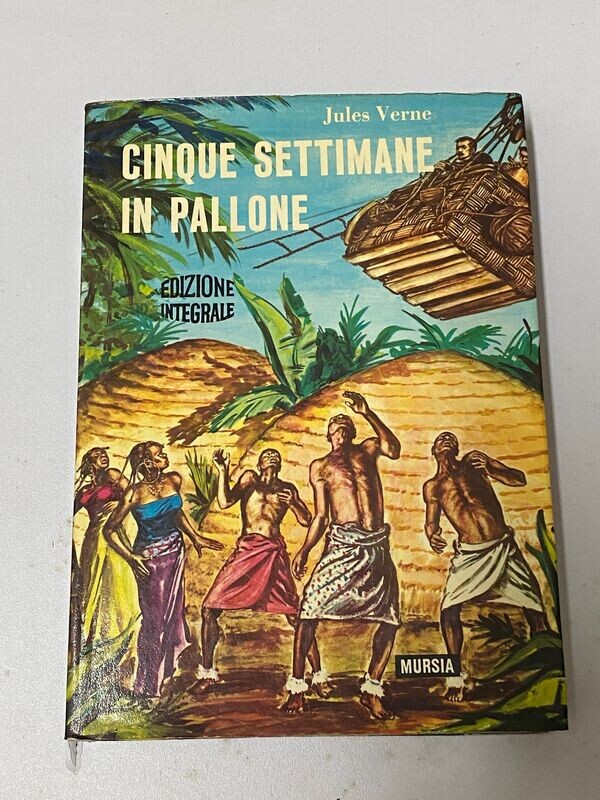 Jules Verne
CINQUE SETTIMANE
IN PALLONE
EDIZIONE
INTEGRALE
MURSIA